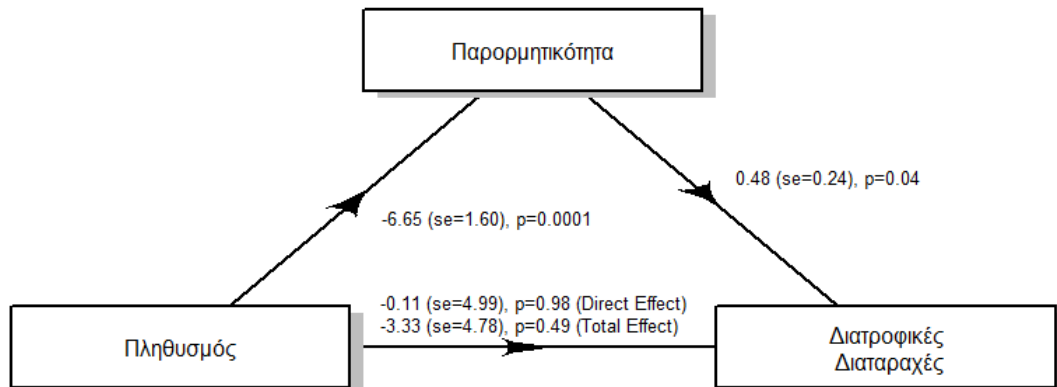 Παρορμητικότητα
0.48 (se=0.24), p=0.04
-6.65 (se=1.60), p=0.0001
-0.11 (se=4.99), p=0.98 (Direct Effect)
-3.33 (se=4.78), p=0.49 (Total Effect)
Πληθυσμός
Διατροφικές
Διαταραχές